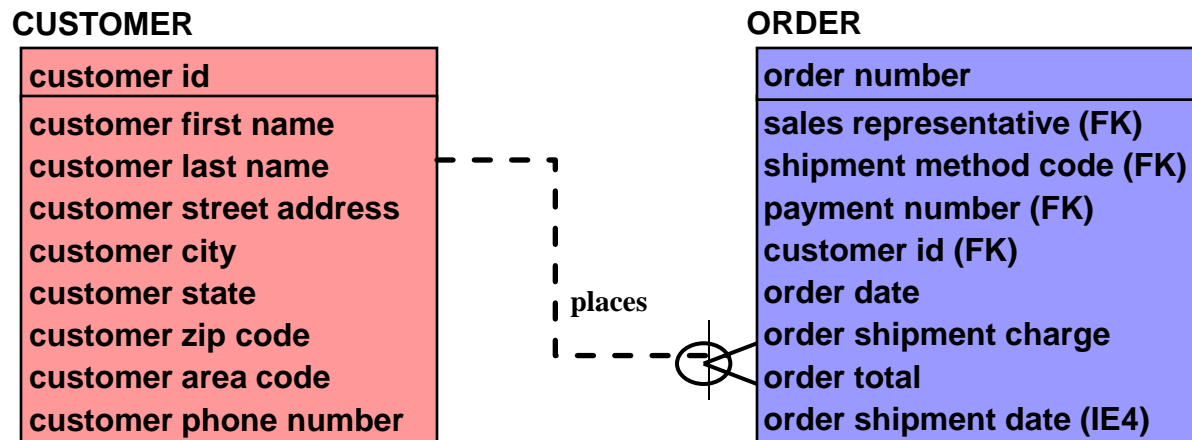 CUSTOMER
customer id
customer first name
customer last name
customer street address
customer city
customer state
customer zip code
customer area code
customer phone number
places
ORDER
order number
sales representative (FK)
shipment method code (FK)
payment number (FK)
customer id (FK)
order date
order shipment charge
order total
order shipment date (IE4)